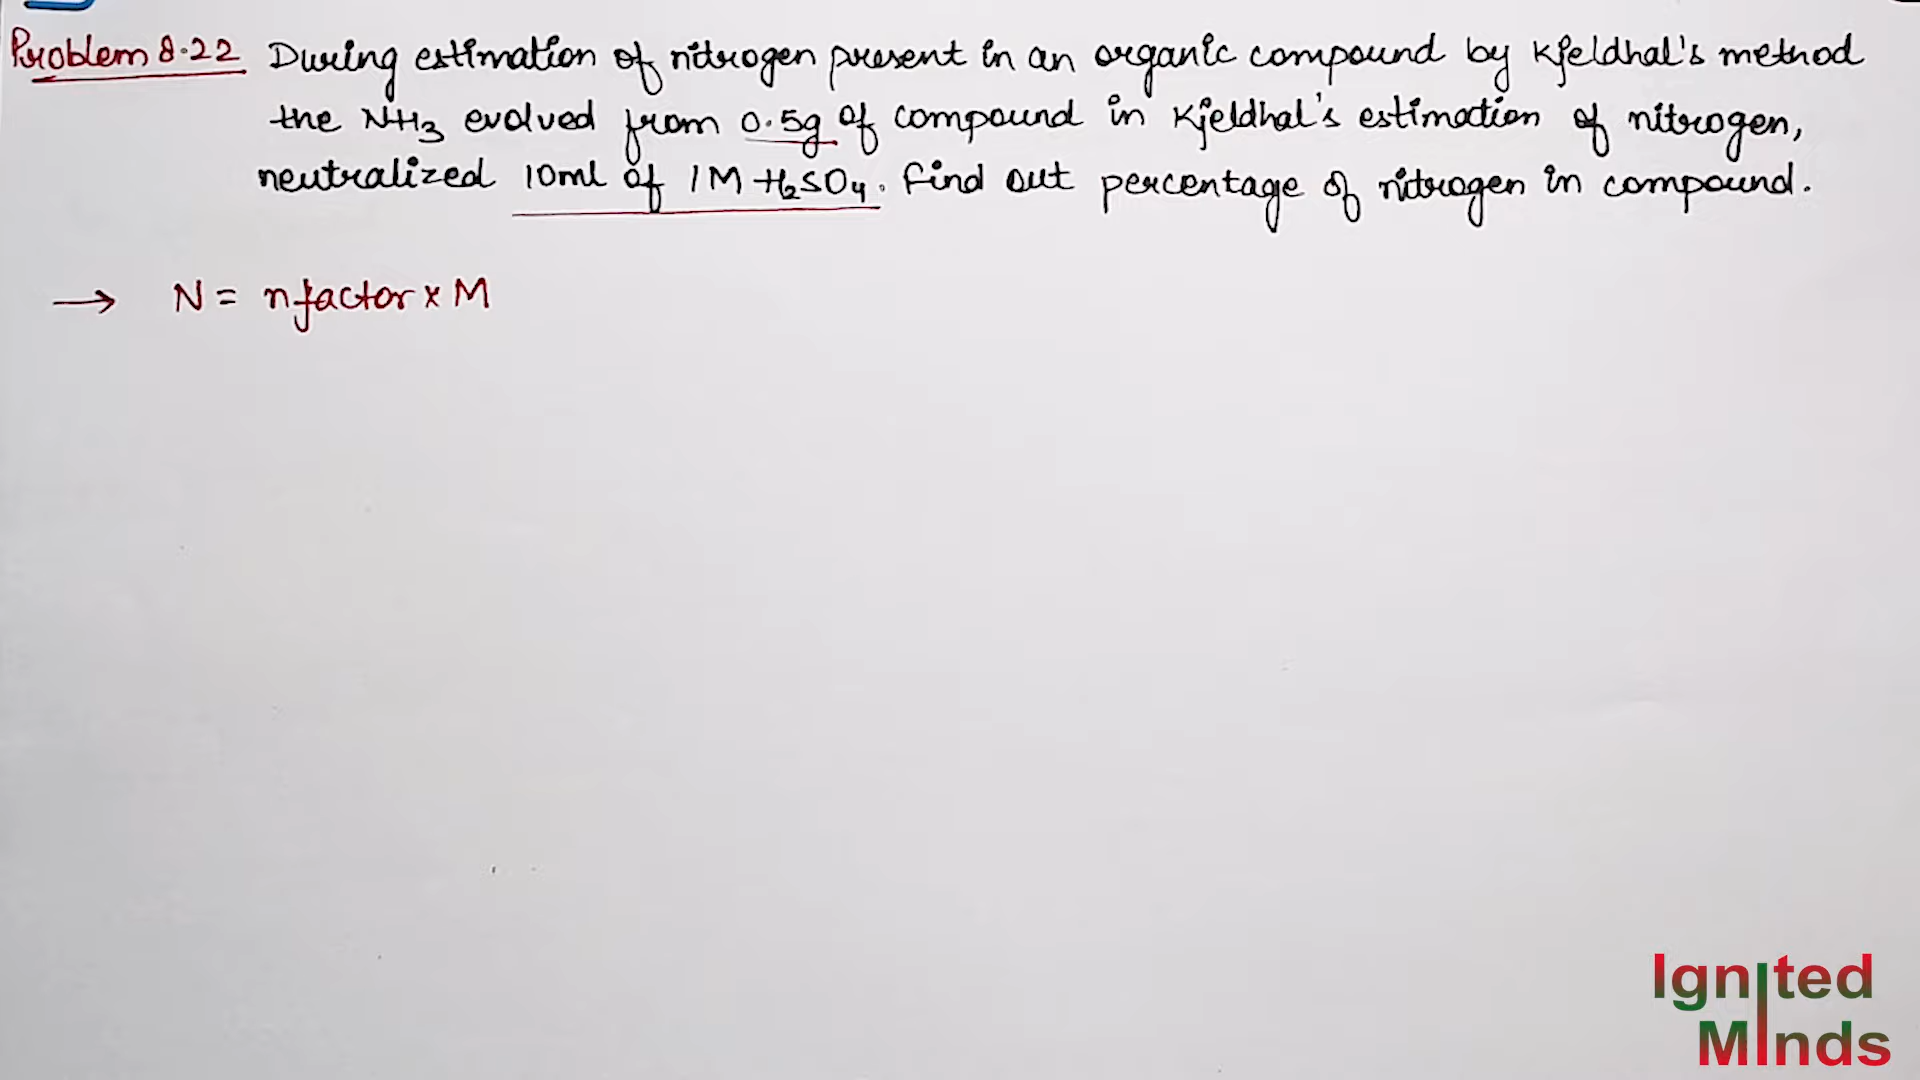 Problem 8.22 During estimation of nitrogen present in an organic compound by Kjeldhal's method
the NH₃ evolved from 0.5g of compound in Kjeldhal's estimation of nitrogen,
neutralized 10ml of 1M H₂SO₄. Find out percentage of nitrogen in compound.
→ N = nfactor × M
Ignited
Minds